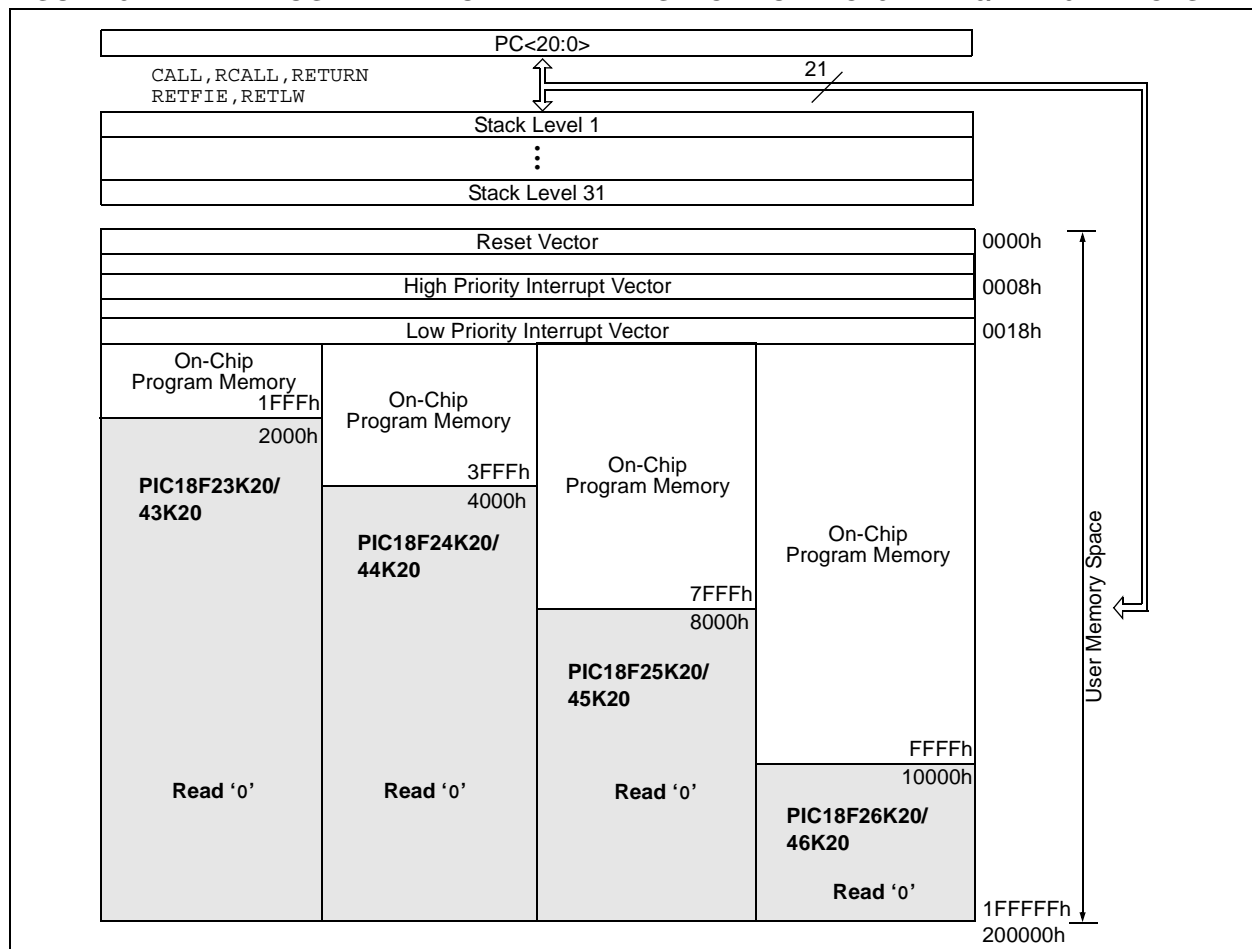 PC<20:0>
CALL,RCALL,RETURN
RETFIE,RETLW
21
Stack Level 1
Stack Level 31
Reset Vector
0000h
High Priority Interrupt Vector
0008h
Low Priority Interrupt Vector
0018h
On-Chip
Program Memory
1FFFh
2000h
PIC18F23K20/
43K20
Read ‘0’
On-Chip
Program Memory
3FFFh
4000h
PIC18F24K20/
44K20
Read ‘0’
On-Chip
Program Memory
7FFFh
8000h
PIC18F25K20/
45K20
Read ‘0’
On-Chip
Program Memory
FFFFh
10000h
PIC18F26K20/
46K20
Read ‘0’
1FFFFFh
200000h
User Memory Space